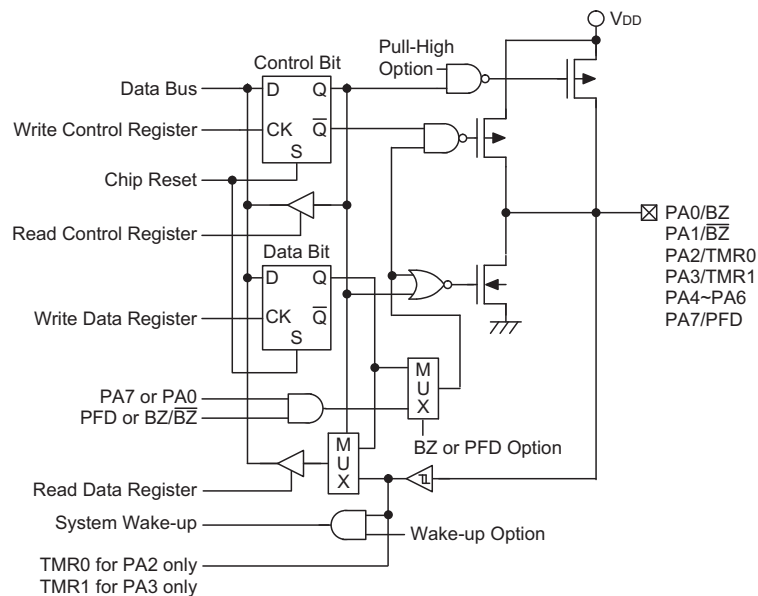 VDD
Pull-High
Option
Control Bit
Data Bus
D
Q
Write Control Register
CK
Q̅
S
Chip Reset
Read Control Register
PA0/BZ
PA1/B̅Z̅
PA2/TMR0
PA3/TMR1
PA4~PA6
PA7/PFD
Data Bit
D
Q
Write Data Register
CK
Q̅
S
M
U
X
PA7 or PA0
PFD or BZ/B̅Z̅
BZ or PFD Option
M
U
X
Read Data Register
System Wake-up
Wake-up Option
TMR0 for PA2 only
TMR1 for PA3 only